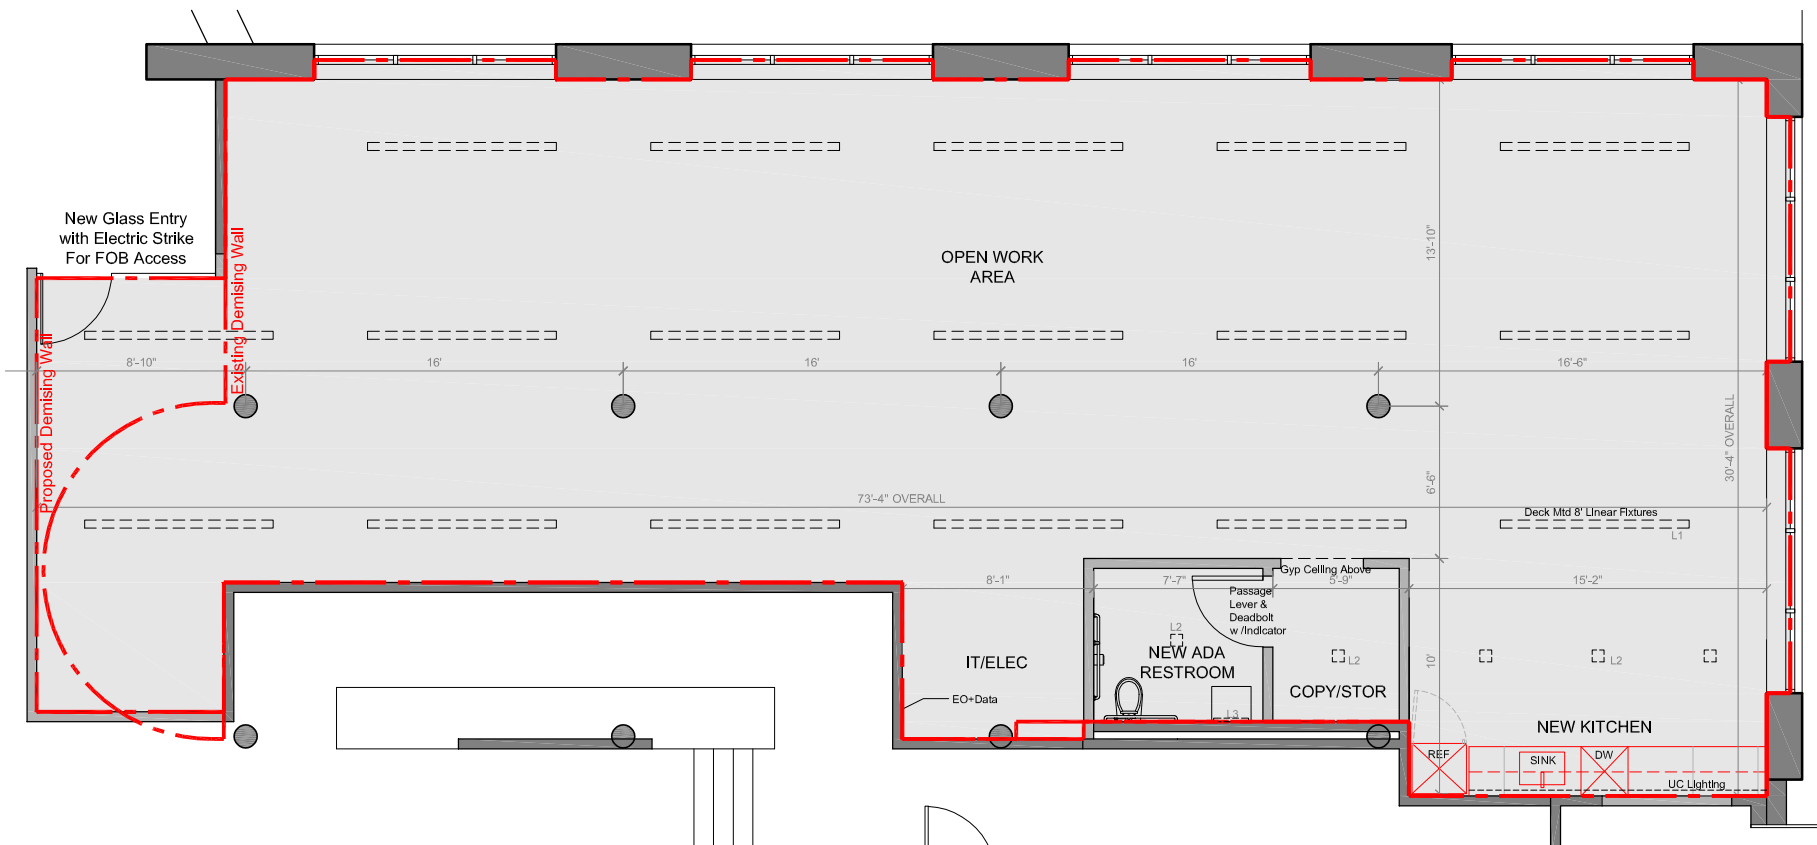 New Glass Entry
with Electric Strike
For FOB Access
Proposed Demising Wall
Existing Demising Wall
OPEN WORK
AREA
13'-10"
8'-10"
16'
16'
16'
16'-6"
30'-4" OVERALL
6'-6"
73'-4" OVERALL
Deck Mtd 8' Linear Fixtures
L1
8'-1"
7'-7"
Gyp Ceiling Above
5'-9"
15'-2"
Passage
Lever &
Deadbolt
w /Indicator
L2
NEW ADA
RESTROOM
IT/ELEC
L2
L2
10'
COPY/STOR
EO+Data
L3
NEW KITCHEN
REF
SINK
DW
UC Lighting